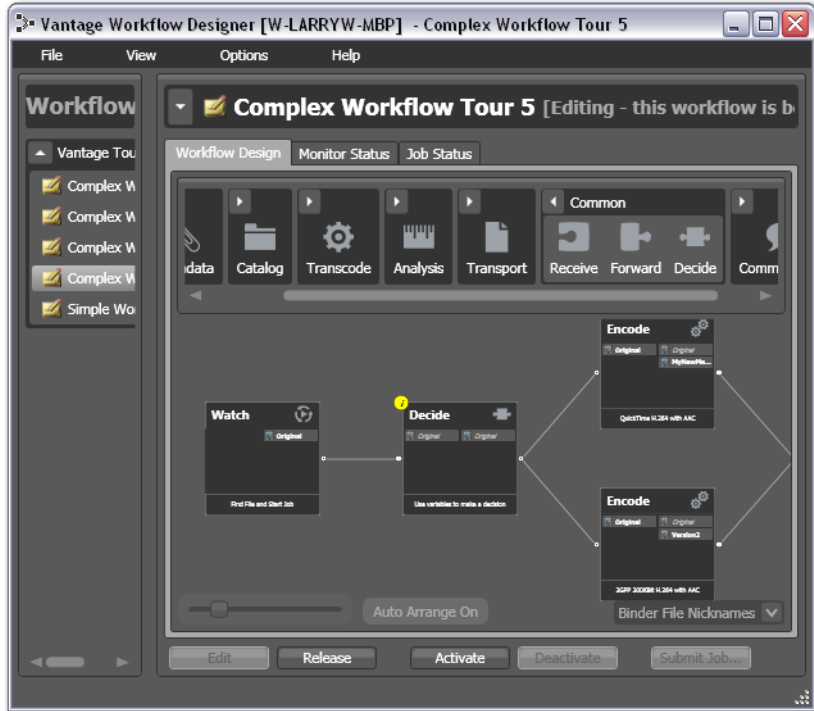 Vantage Workflow Designer [W-LARRYW-MBP] - Complex Workflow Tour 5
File View Options Help
Workflow
Vantage Tou
Complex W
Complex W
Complex W
Complex W
Simple Wo
Complex Workflow Tour 5 [Editing - this workflow is b
Workflow Design Monitor Status Job Status
Common
data Catalog Transcode Analysis Transport Receive Forward Decide Comm
Encode
Original Original
MyNewMa...
QuickTime H.264 with AAC
Watch
Original
Find File and Start Job
i
Decide
Original Original
Use variables to make a decision
Encode
Original Original
Version2
3GPP 200KBit H.264 with AAC
Auto Arrange On
Binder File Nicknames
Edit Release Activate Deactivate Submit Job...